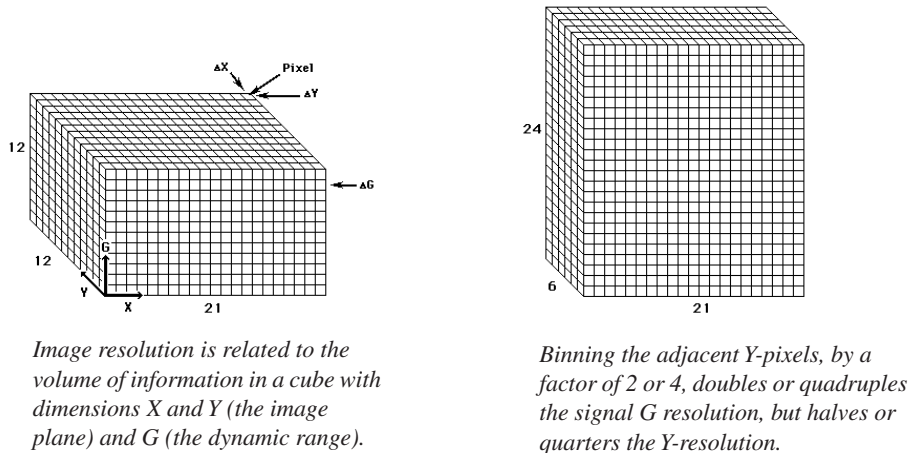 ΔX
Pixel
ΔY
12
ΔG
12
G
Y
X
21
Image resolution is related to the
volume of information in a cube with
dimensions X and Y (the image
plane) and G (the dynamic range).
24
6
21
Binning the adjacent Y-pixels, by a
factor of 2 or 4, doubles or quadruples
the signal G resolution, but halves or
quarters the Y-resolution.